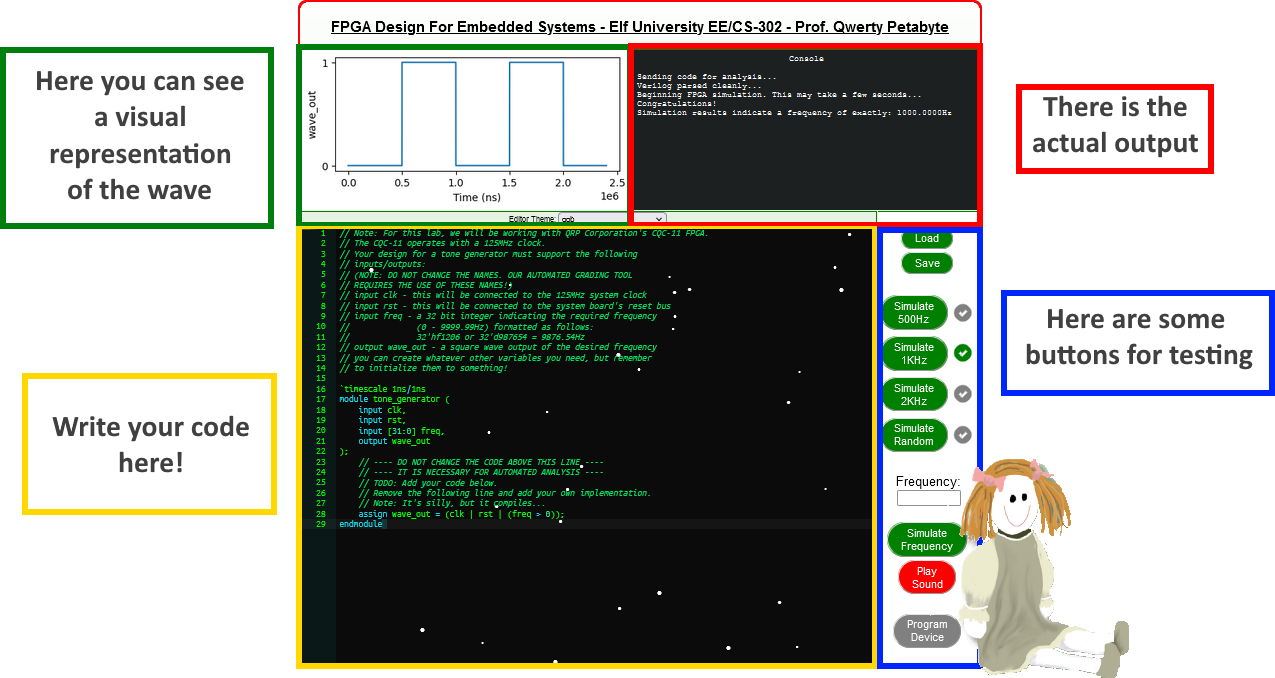 FPGA Design For Embedded Systems - Elf University EE/CS-302 - Prof. Qwerty Petabyte
Here you can see
a visual
representation
of the wave
1
0
wave_out
0.0 0.5 1.0 1.5 2.0 2.5
1e6
Time (ns)
Console
Sending code for analysis...
Verilog parsed cleanly...
Beginning FPGA simulation. This may take a few seconds...
Congratulations!
Simulation results indicate a frequency of exactly: 1000.0000Hz
There is the
actual output
Editor Theme: gob
Write your code
here!
1 // Note: For this lab, we will be working with QRP Corporation's CQC-11 FPGA.
2 // The CQC-11 operates with a 125MHz clock.
3 // Your design for a tone generator must support the following
4 // inputs/outputs:
5 // (NOTE: DO NOT CHANGE THE NAMES. OUR AUTOMATED GRADING TOOL
6 // REQUIRES THE USE OF THESE NAMES!)
7 // input clk - this will be connected to the 125MHz system clock
8 // input rst - this will be connected to the system board's reset bus
9 // input freq - a 32 bit integer indicating the required frequency
10 // (0 - 9999.99Hz) formatted as follows:
11 // 32'hf1206 or 32'd987654 = 9876.54Hz
12 // output wave_out - a square wave output of the desired frequency
13 // you can create whatever other variables you need, but remember
14 // to initialize them to something!
15
16 `timescale 1ns/1ns
17 module tone_generator (
18 input clk,
19 input rst,
20 input [31:0] freq,
21 output wave_out
22 );
23 // ---- DO NOT CHANGE THE CODE ABOVE THIS LINE ----
24 // ---- IT IS NECESSARY FOR AUTOMATED ANALYSIS ----
25 // TODO: Add your code below.
26 // Remove the following line and add your own implementation.
27 // Note: It's silly, but it compiles...
28 assign wave_out = (clk | rst | (freq > 0));
29 endmodule
Load
Save
Simulate
500Hz
Simulate
1KHz
Simulate
2KHz
Simulate
Random
Frequency:
Simulate
Frequency
Play
Sound
Program
Device
Here are some
buttons for testing